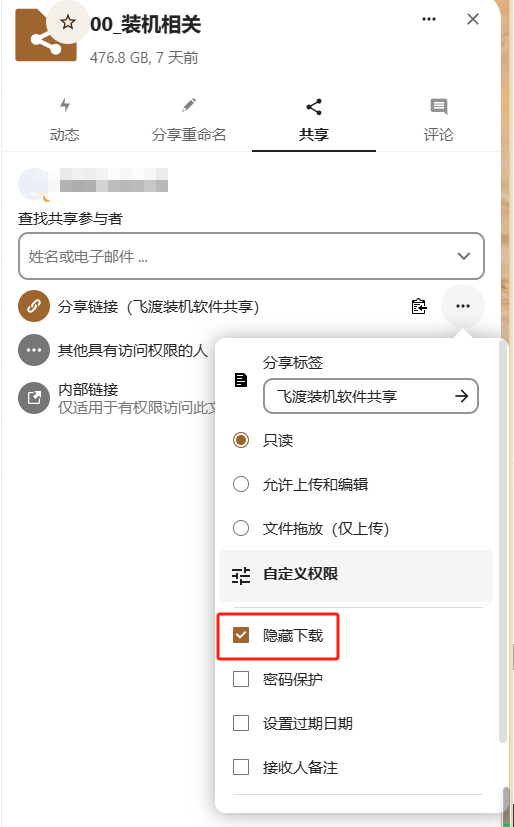 00_装机相关
476.8 GB, 7 天前
动态
分享重命名
共享
评论
查找共享参与者
姓名或电子邮件 ...
分享链接（飞渡装机软件共享）
其他具有访问权限的人
内部链接
仅适用于有权限访问此文
分享标签
飞渡装机软件共享
只读
允许上传和编辑
文件拖放（仅上传）
自定义权限
隐藏下载
密码保护
设置过期日期
接收人备注